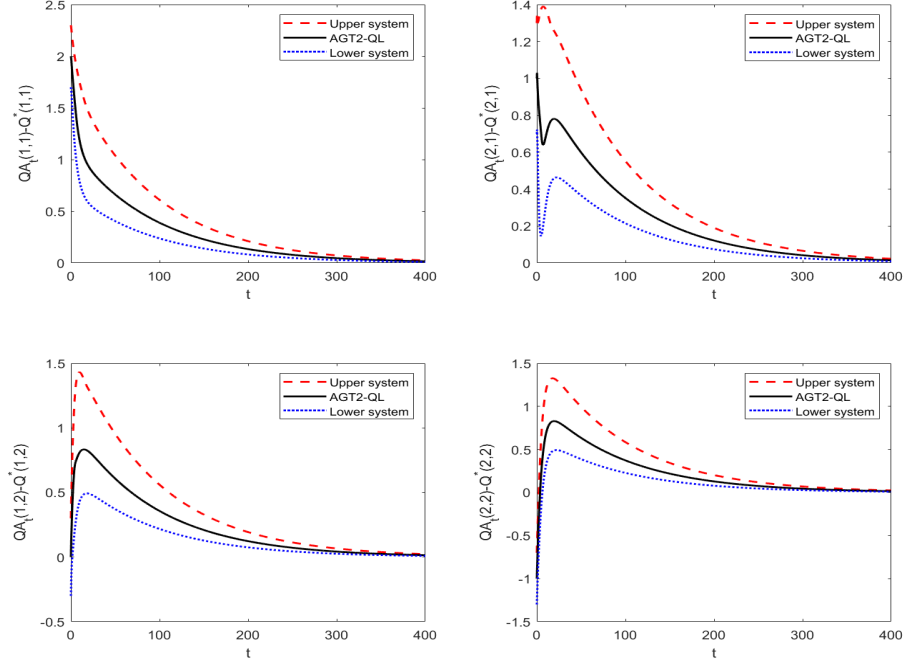 2.5
2
1.5
1
0.5
0
0
100
200
300
400
t
QA_t(1,1)-Q^*(1,1)
Upper system
AGT2-QL
Lower system
1.4
1.2
1
0.8
0.6
0.4
0.2
0
0
100
200
300
400
t
QA_t(2,1)-Q^*(2,1)
Upper system
AGT2-QL
Lower system
1.5
1
0.5
0
-0.5
0
100
200
300
400
t
QA_t(1,2)-Q^*(1,2)
Upper system
AGT2-QL
Lower system
1.5
1
0.5
0
-0.5
-1
-1.5
0
100
200
300
400
t
QA_t(2,2)-Q^*(2,2)
Upper system
AGT2-QL
Lower system